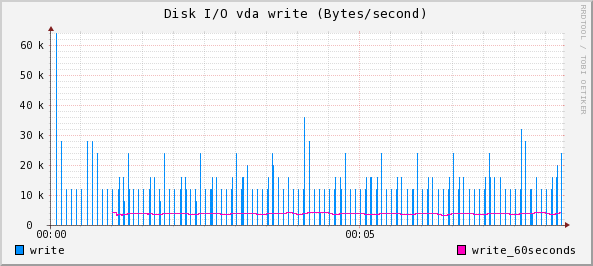 Disk I/O vda write (Bytes/second)
RRDTOOL / TOBI OETIKER
60 k
50 k
40 k
30 k
20 k
10 k
0
00:00 00:05
write write_60seconds